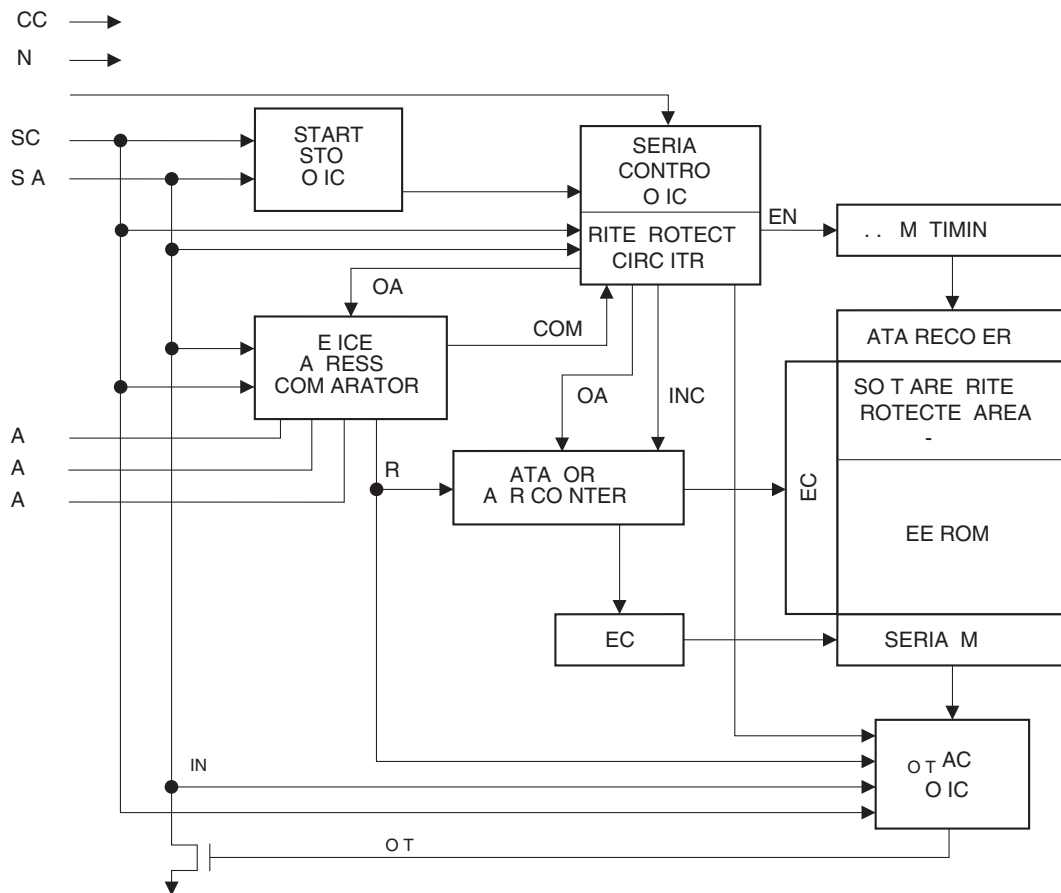 CC
N
SC
S A
START
STO
O IC
SERIA
CONTRO
O IC
RITE ROTECT
CIRC ITR
EN
. . M TIMIN
OA
COM
E ICE
A RESS
COM ARATOR
ATA RECO ER
SO T ARE RITE
ROTECTE AREA
-
OA
INC
A
A
A
R
ATA OR
A R CO NTER
EC
EE ROM
EC
SERIA M
IN
O T AC
O IC
O T